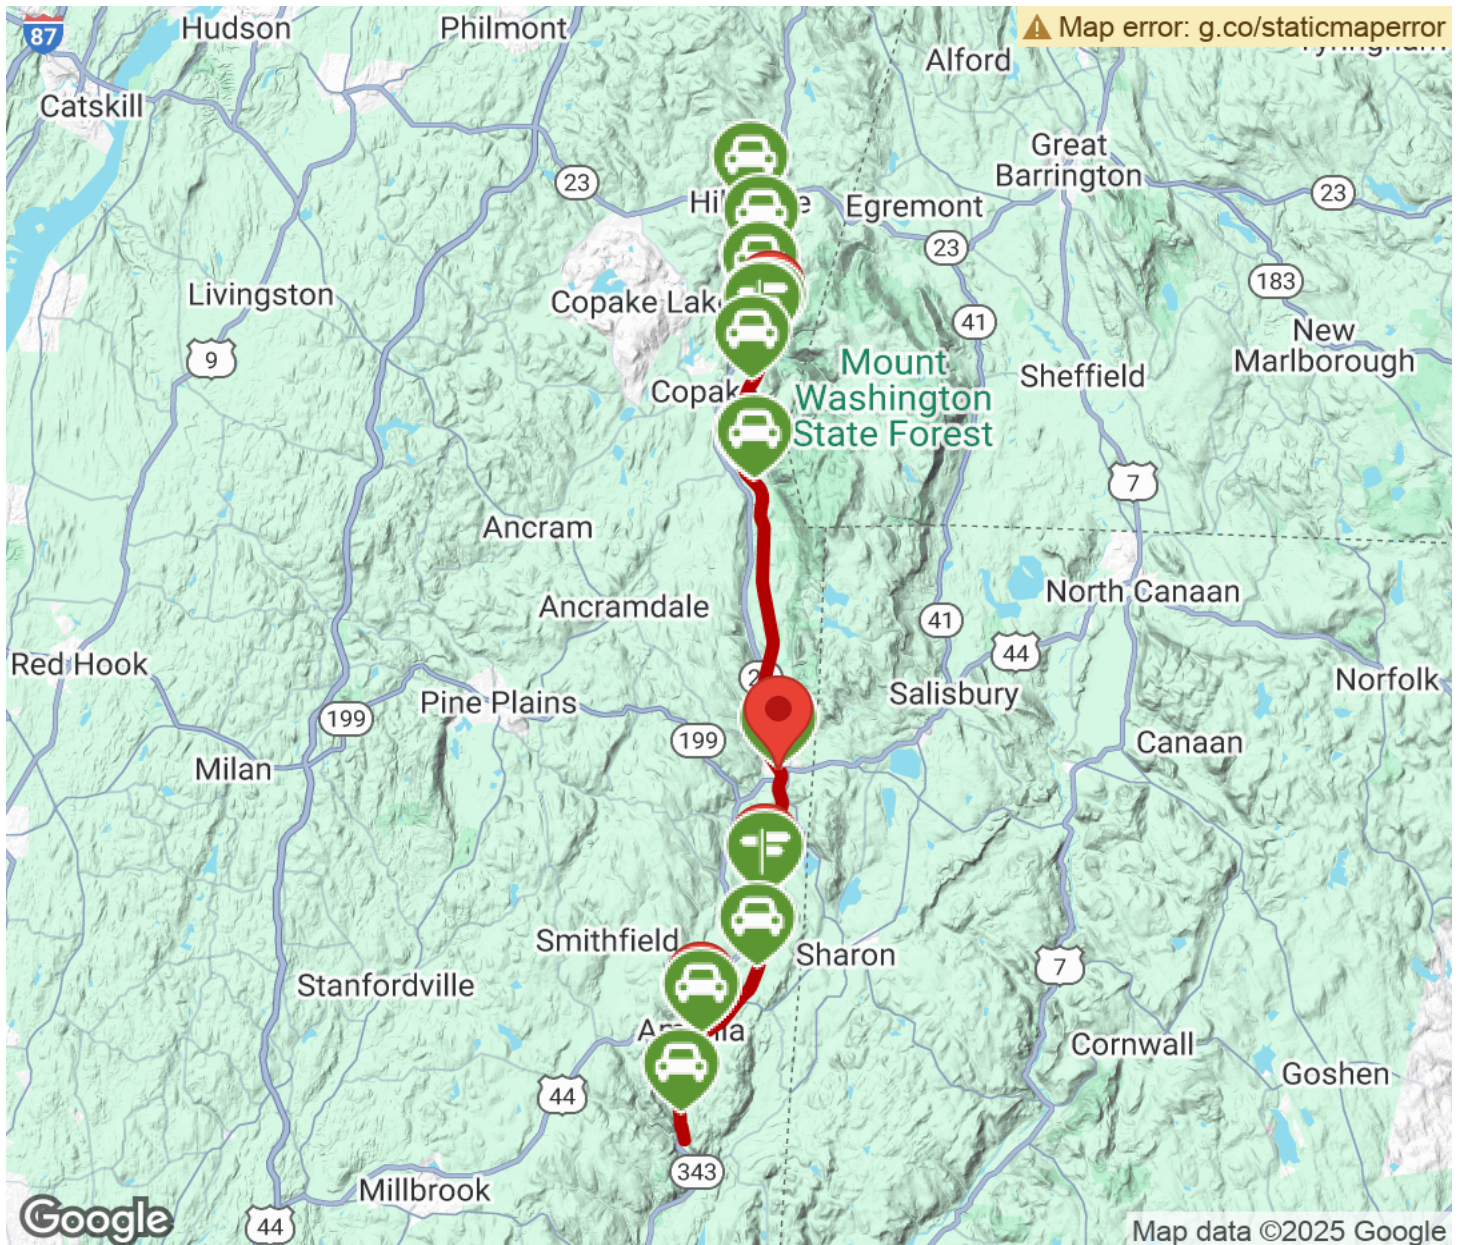 Map error: g.co/staticmaperror
87
Hudson
Philmont
Alford
Catskill
Great
Barrington
23
23
Egremont
23
183
Livingston
Copake Lake
41
New
Marlborough
9
Mount
Washington
State Forest
Sheffield
7
Ancram
North Canaan
Ancramdale
41
44
Red Hook
Salisbury
Norfolk
Pine Plains
199
199
Canaan
Milan
Smithfield
Sharon
7
Stanfordville
Cornwall
Goshen
44
343
Millbrook
44
Google
Map data ©2025 Google